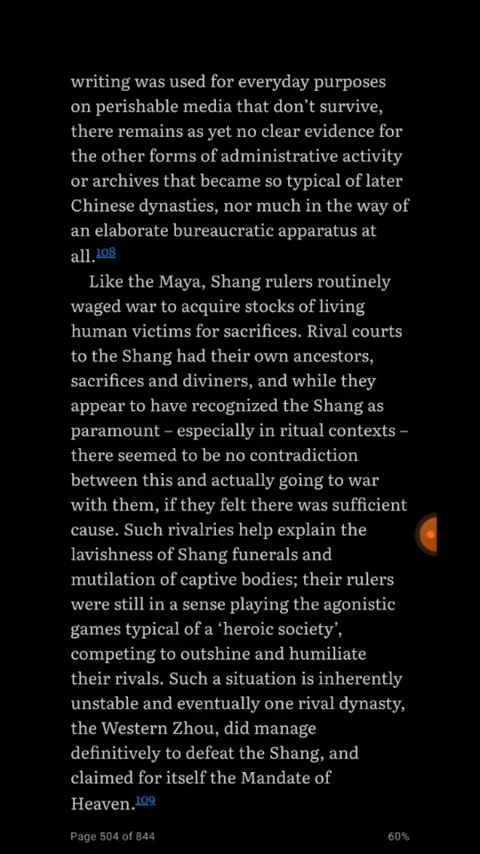 writing was used for everyday purposes
on perishable media that don’t survive,
there remains as yet no clear evidence for
the other forms of administrative activity
or archives that became so typical of later
Chinese dynasties, nor much in the way of
an elaborate bureaucratic apparatus at
all.108
Like the Maya, Shang rulers routinely
waged war to acquire stocks of living
human victims for sacrifices. Rival courts
to the Shang had their own ancestors,
sacrifices and diviners, and while they
appear to have recognized the Shang as
paramount – especially in ritual contexts –
there seemed to be no contradiction
between this and actually going to war
with them, if they felt there was sufficient
cause. Such rivalries help explain the
lavishness of Shang funerals and
mutilation of captive bodies; their rulers
were still in a sense playing the agonistic
games typical of a ‘heroic society’,
competing to outshine and humiliate
their rivals. Such a situation is inherently
unstable and eventually one rival dynasty,
the Western Zhou, did manage
definitively to defeat the Shang, and
claimed for itself the Mandate of
Heaven.109
Page 504 of 844 60%